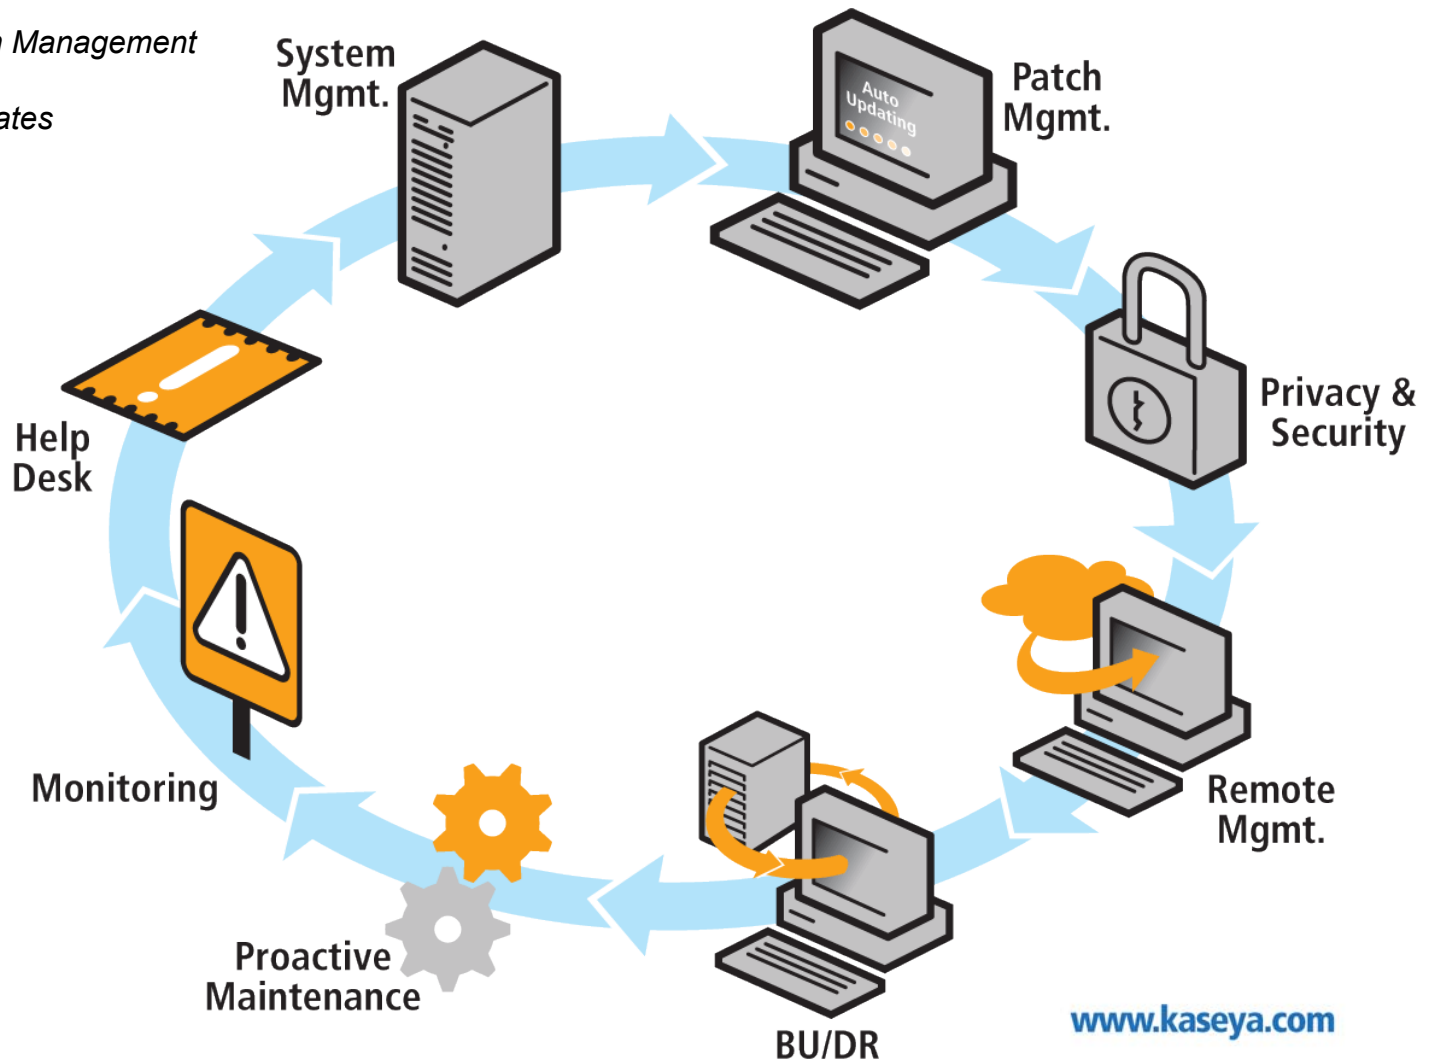 Management
System
Mgmt.
Auto
Updating
Patch
Mgmt.
Privacy &
Security
Remote
Mgmt.
BU/DR
Proactive
Maintenance
Monitoring
Help
Desk
www.kaseya.com